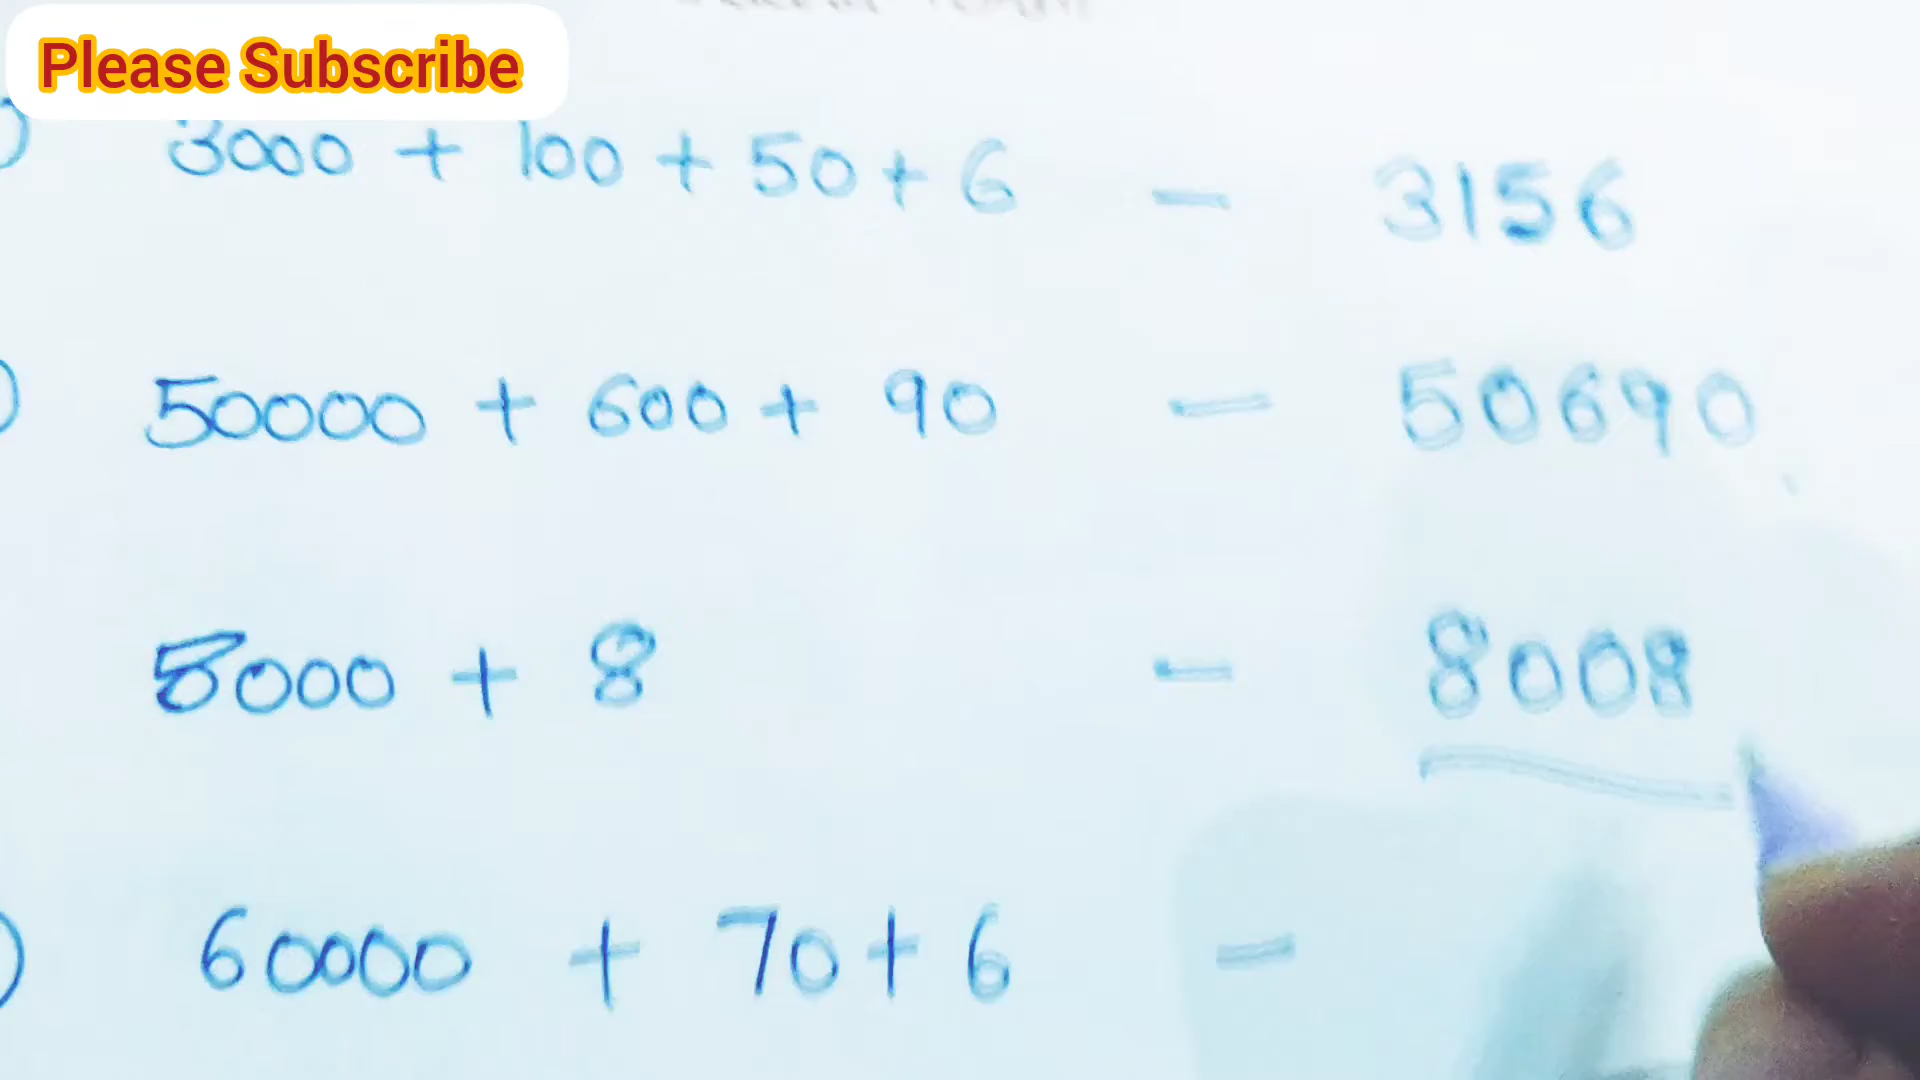 Please Subscribe
3000 + 100 + 50 + 6 - 3156
50000 + 600 + 90 - 50690
8000 + 8 - 8008
60000 + 70 + 6 -